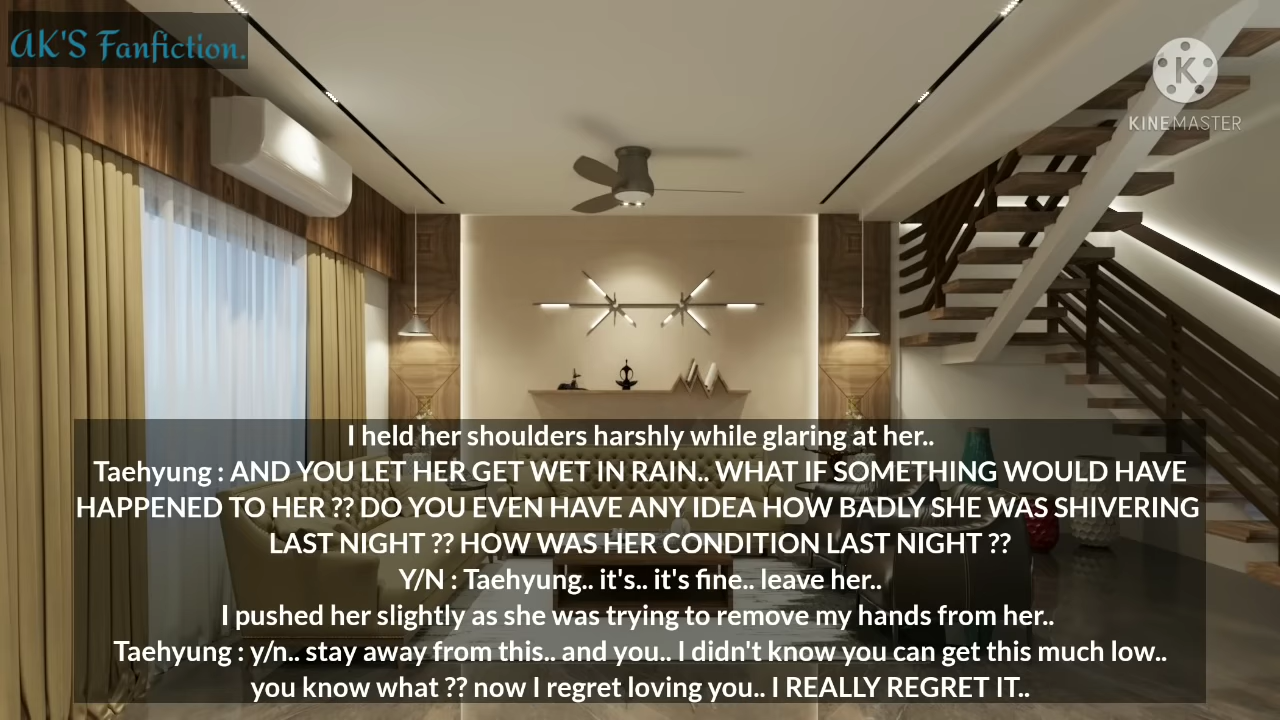 AK'S Fanfiction.
KINEMASTER
I held her shoulders harshly while glaring at her..
Taehyung : AND YOU LET HER GET WET IN RAIN.. WHAT IF SOMETHING WOULD HAVE
HAPPENED TO HER ?? DO YOU EVEN HAVE ANY IDEA HOW BADLY SHE WAS SHIVERING
LAST NIGHT ?? HOW WAS HER CONDITION LAST NIGHT ??
Y/N : Taehyung.. it's.. it's fine.. leave her..
I pushed her slightly as she was trying to remove my hands from her..
Taehyung : y/n.. stay away from this.. and you.. I didn't know you can get this much low..
you know what ?? now I regret loving you.. I REALLY REGRET IT..